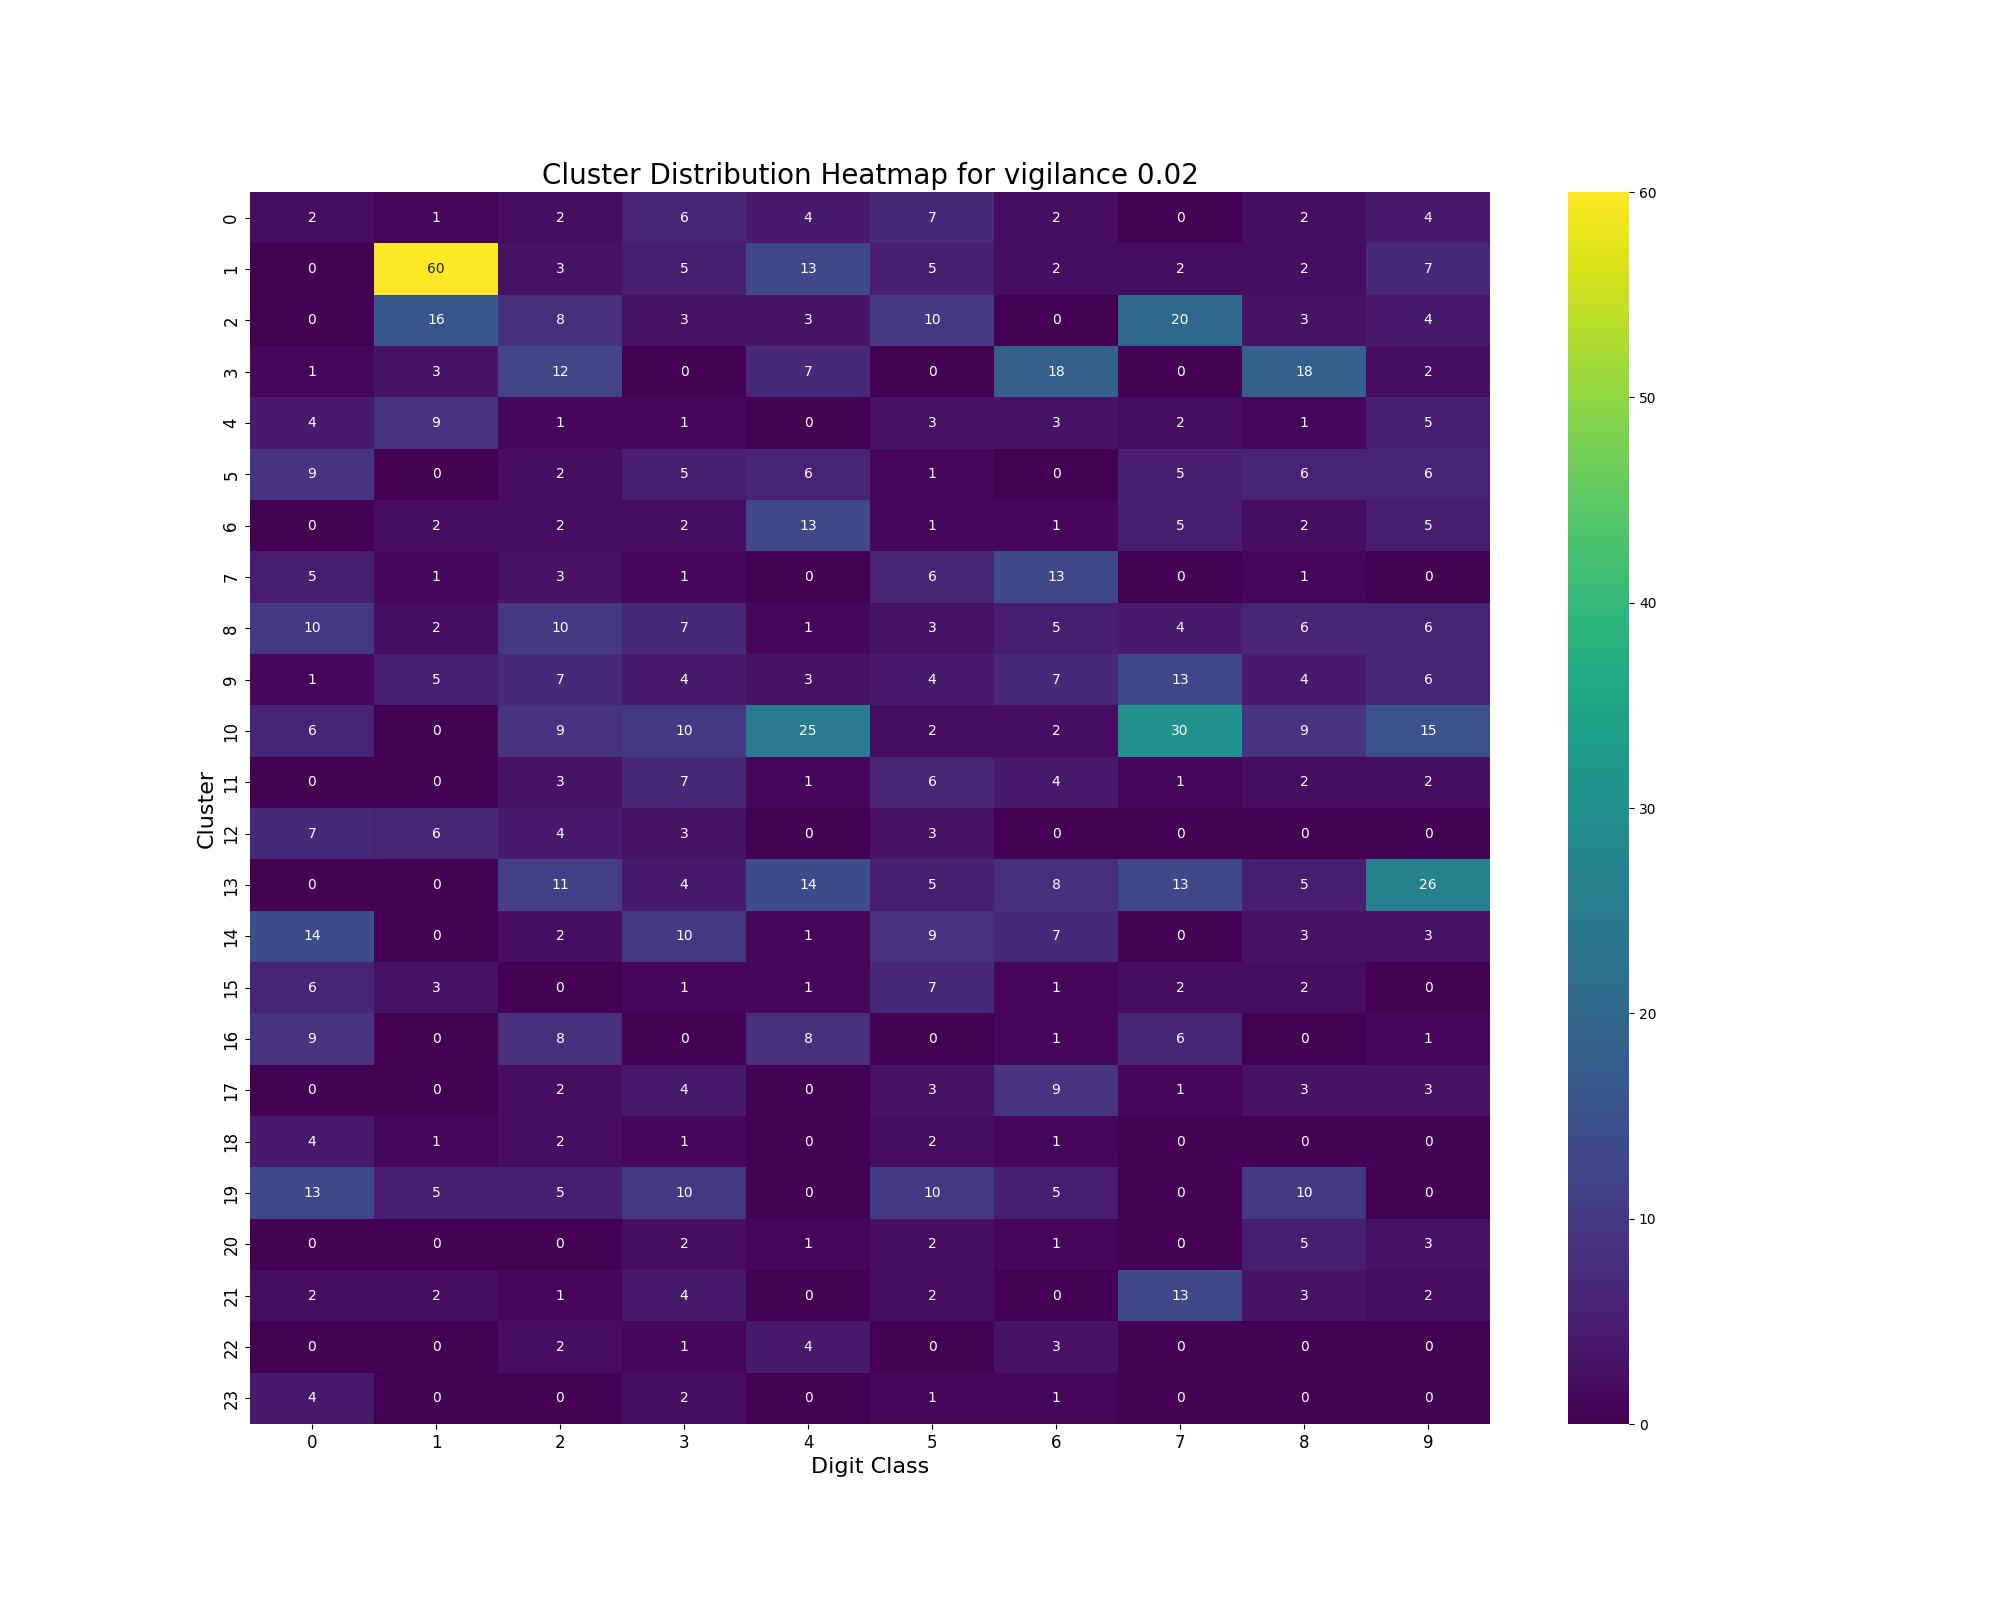 Cluster Distribution Heatmap for vigilance 0.02
0 2 1 2 6 4 7 2 0 2 4
1 0 60 3 5 13 5 2 2 2 7
2 0 16 8 3 3 10 0 20 3 4
3 1 3 12 0 7 0 18 0 18 2
4 4 9 1 1 0 3 3 2 1 5
5 9 0 2 5 6 1 0 5 6 6
6 0 2 2 2 13 1 1 5 2 5
7 5 1 3 1 0 6 13 0 1 0
8 10 2 10 7 1 3 5 4 6 6
9 1 5 7 4 3 4 7 13 4 6
10 6 0 9 10 25 2 2 30 9 15
11 0 0 3 7 1 6 4 1 2 2
12 7 6 4 3 0 3 0 0 0 0
13 0 0 11 4 14 5 8 13 5 26
14 14 0 2 10 1 9 7 0 3 3
15 6 3 0 1 1 7 1 2 2 0
16 9 0 8 0 8 0 1 6 0 1
17 0 0 2 4 0 3 9 1 3 3
18 4 1 2 1 0 2 1 0 0 0
19 13 5 5 10 0 10 5 0 10 0
20 0 0 0 2 1 2 1 0 5 3
21 2 2 1 4 0 2 0 13 3 2
22 0 0 2 1 4 0 3 0 0 0
23 4 0 0 2 0 1 1 0 0 0
0 1 2 3 4 5 6 7 8 9
Digit Class
Cluster
60
50
40
30
20
10
0